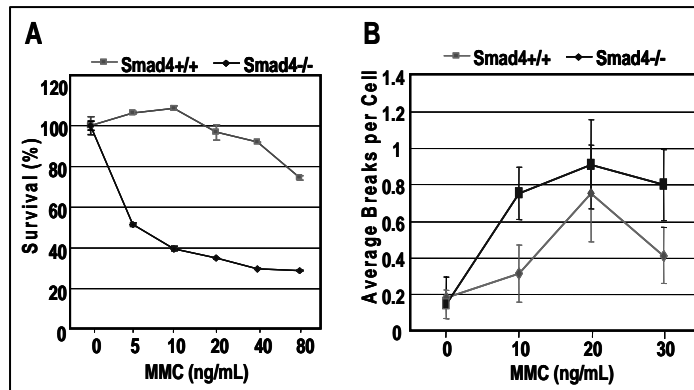 A
Smad4+/+
Smad4-/-
120
100
80
60
40
20
0
Survival (%)
0 5 10 20 40 80
MMC (ng/mL)
B
Smad4+/+
Smad4-/-
1.4
1.2
1
0.8
0.6
0.4
0.2
0
Average Breaks per Cell
0 10 20 30
MMC (ng/mL)